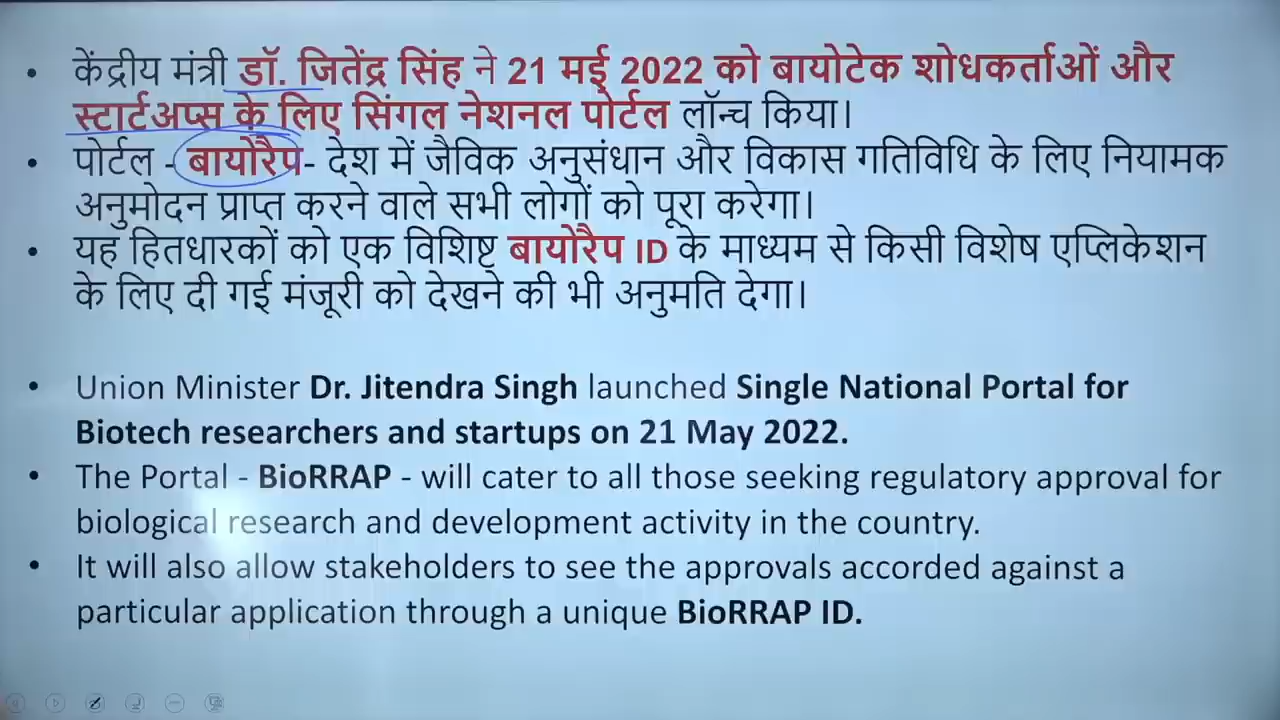 • केंद्रीय मंत्री डॉ. जितेंद्र सिंह ने 21 मई 2022 को बायोटेक शोधकर्ताओं और
स्टार्टअप्स के लिए सिंगल नेशनल पोर्टल लॉन्च किया।
• पोर्टल - बायोरैप- देश में जैविक अनुसंधान और विकास गतिविधि के लिए नियामक
अनुमोदन प्राप्त करने वाले सभी लोगों को पूरा करेगा।
• यह हितधारकों को एक विशिष्ट बायोरैप ID के माध्यम से किसी विशेष एप्लिकेशन
के लिए दी गई मंजूरी को देखने की भी अनुमति देगा।
• Union Minister Dr. Jitendra Singh launched Single National Portal for
Biotech researchers and startups on 21 May 2022.
• The Portal - BioRRAP - will cater to all those seeking regulatory approval for
biological research and development activity in the country.
• It will also allow stakeholders to see the approvals accorded against a
particular application through a unique BioRRAP ID.